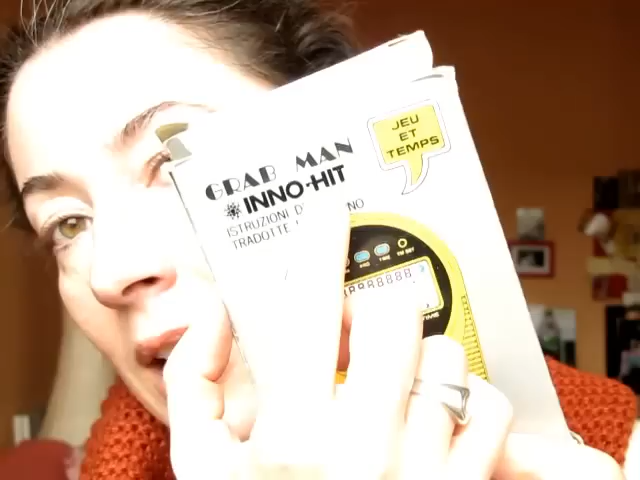 GRAB MAN
INNO-HIT
ISTRUZIONI
TRADOTTE
JEU
ET
TEMPS